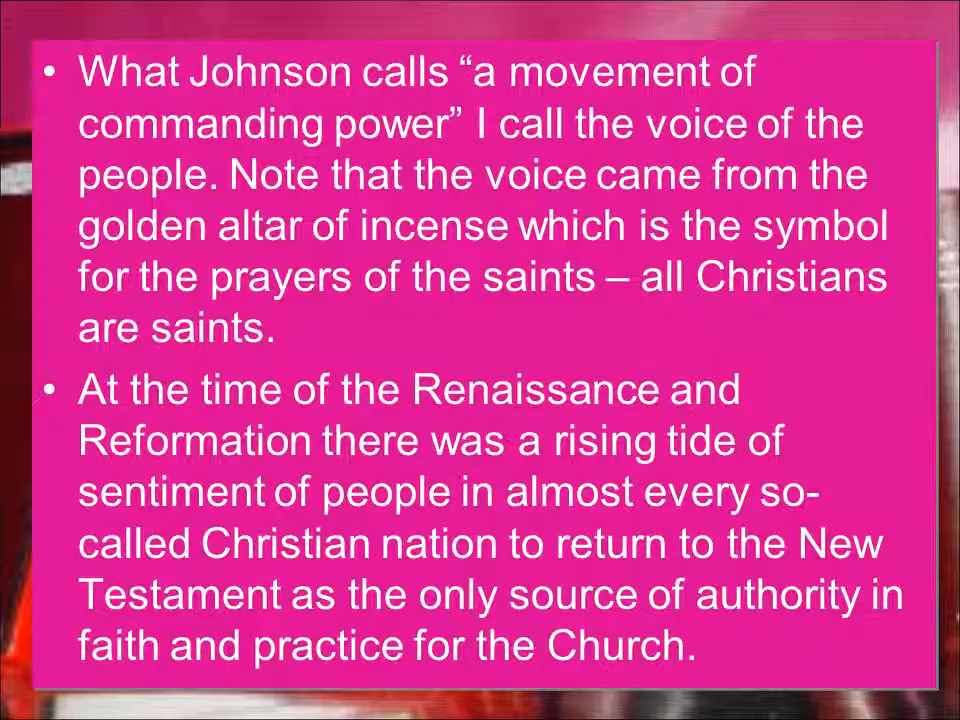 • What Johnson calls “a movement of
commanding power” I call the voice of the
people. Note that the voice came from the
golden altar of incense which is the symbol
for the prayers of the saints – all Christians
are saints.
• At the time of the Renaissance and
Reformation there was a rising tide of
sentiment of people in almost every so-
called Christian nation to return to the New
Testament as the only source of authority in
faith and practice for the Church.